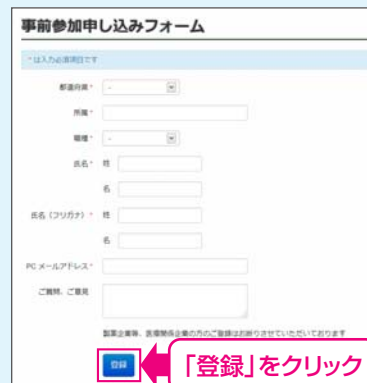 事前参加申し込みフォーム
* は入力必須項目です
都道府県 * -
所属 *
職種 * -
氏名 * 姓
名
氏名（フリガナ） * 姓
名
PC メールアドレス *
ご質問、ご意見
製薬企業等、医療関係企業の方のご登録はお断りさせていただいております
登録
「登録」をクリック